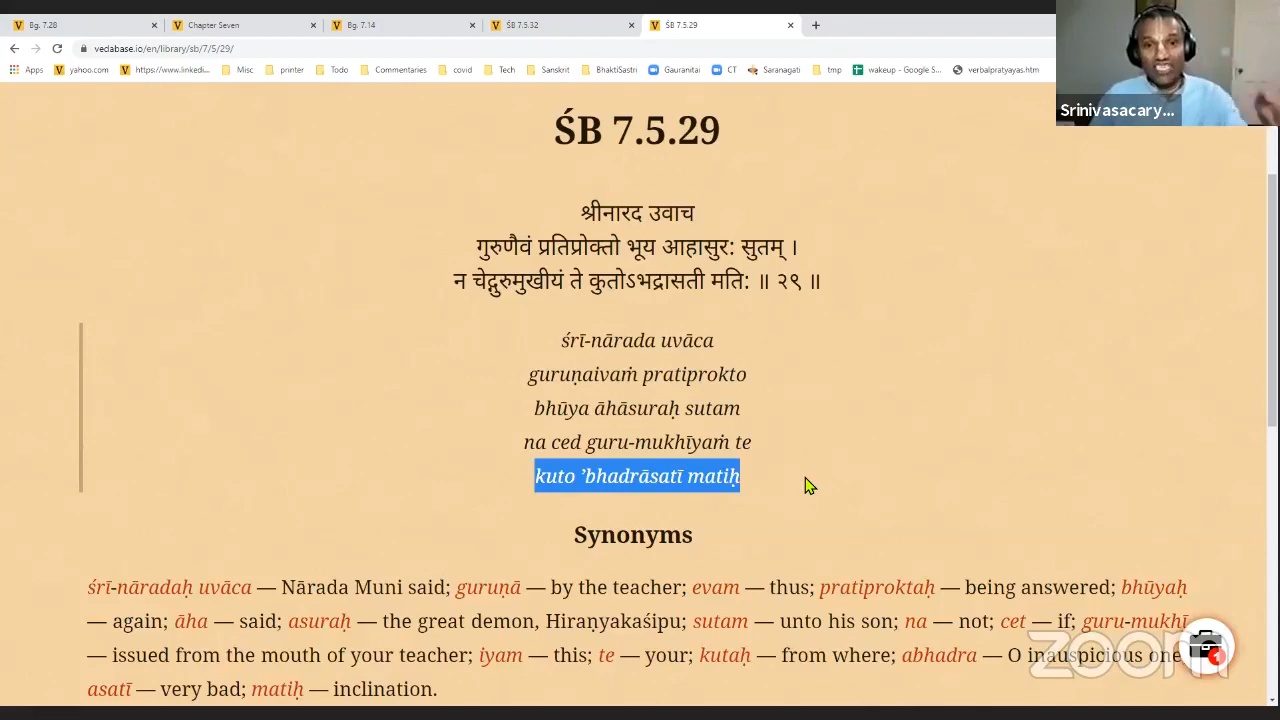 Bg. 7.28
Chapter Seven
Bg. 7.14
ŚB 7.5.32
ŚB 7.5.29
vedabase.io/en/library/sb/7/5/29/
Apps yahoo.com https://www.linkedi... Misc printer Todo Commentaries covid Tech Sanskrit BhaktiSastri Gauranitai CT Saranagati tmp wakeup - Google S... verbalpratyayas.htm
Srinivasacary...
ŚB 7.5.29
श्रीनारद उवाच
गुरुणैवं प्रतिप्रोक्तो भूय आहासुर: सुतम् ।
न चेद्गुरुमुखीयं ते कुतोऽभद्रासती मति: ॥ २९ ॥
śrī-nārada uvāca
guruṇaivaṁ pratiprokto
bhūya āhāsuraḥ sutam
na ced guru-mukhīyaṁ te
kuto ’bhadrāsatī matiḥ
Synonyms
śrī-nāradaḥ uvāca — Nārada Muni said; guruṇā — by the teacher; evam — thus; pratiproktaḥ — being answered; bhūyaḥ
— again; āha — said; asuraḥ — the great demon, Hiraṇyakaśipu; sutam — unto his son; na — not; cet — if; guru-mukhī
— issued from the mouth of your teacher; iyam — this; te — your; kutaḥ — from where; abhadra — O inauspicious one;
asatī — very bad; matiḥ — inclination.
1
zoom